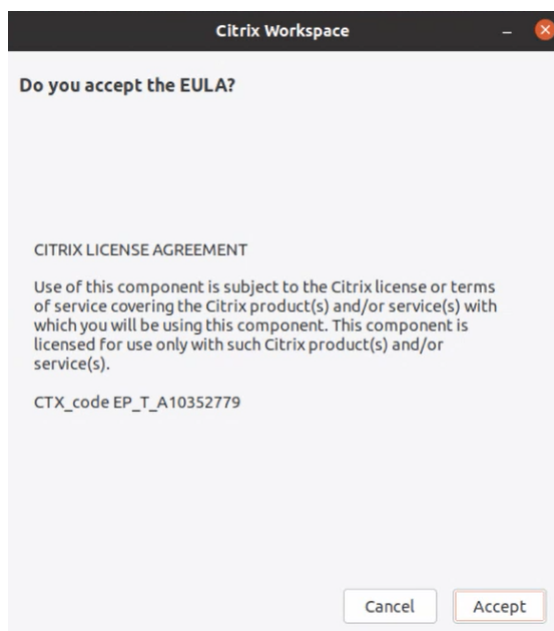 Citrix Workspace
Do you accept the EULA?
CITRIX LICENSE AGREEMENT
Use of this component is subject to the Citrix license or terms
of service covering the Citrix product(s) and/or service(s) with
which you will be using this component. This component is
licensed for use only with such Citrix product(s) and/or
service(s).
CTX_code EP_T_A10352779
Cancel
Accept